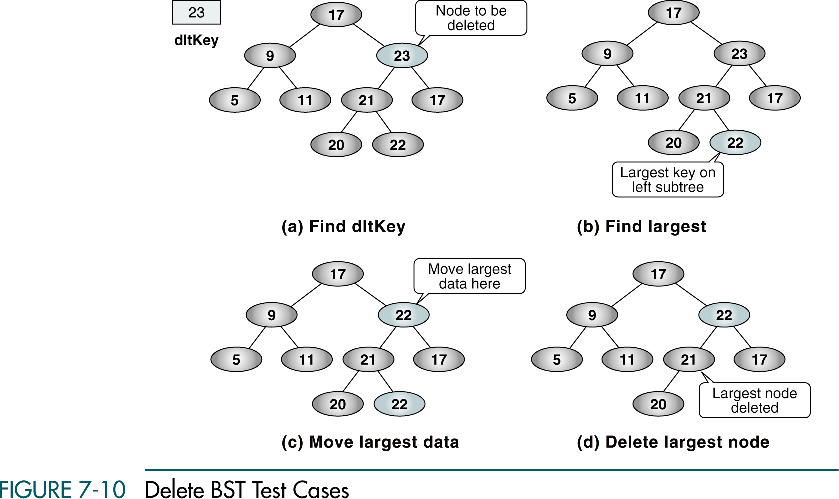 23
dltKey
17
Node to be
deleted
9
23
5
11
21
17
20
22
(a) Find dltKey
17
9
23
5
11
21
17
20
22
Largest key on
left subtree
(b) Find largest
17
Move largest
data here
9
22
5
11
21
17
20
22
(c) Move largest data
17
9
22
5
11
21
17
20
Largest node
deleted
(d) Delete largest node
FIGURE 7-10 Delete BST Test Cases